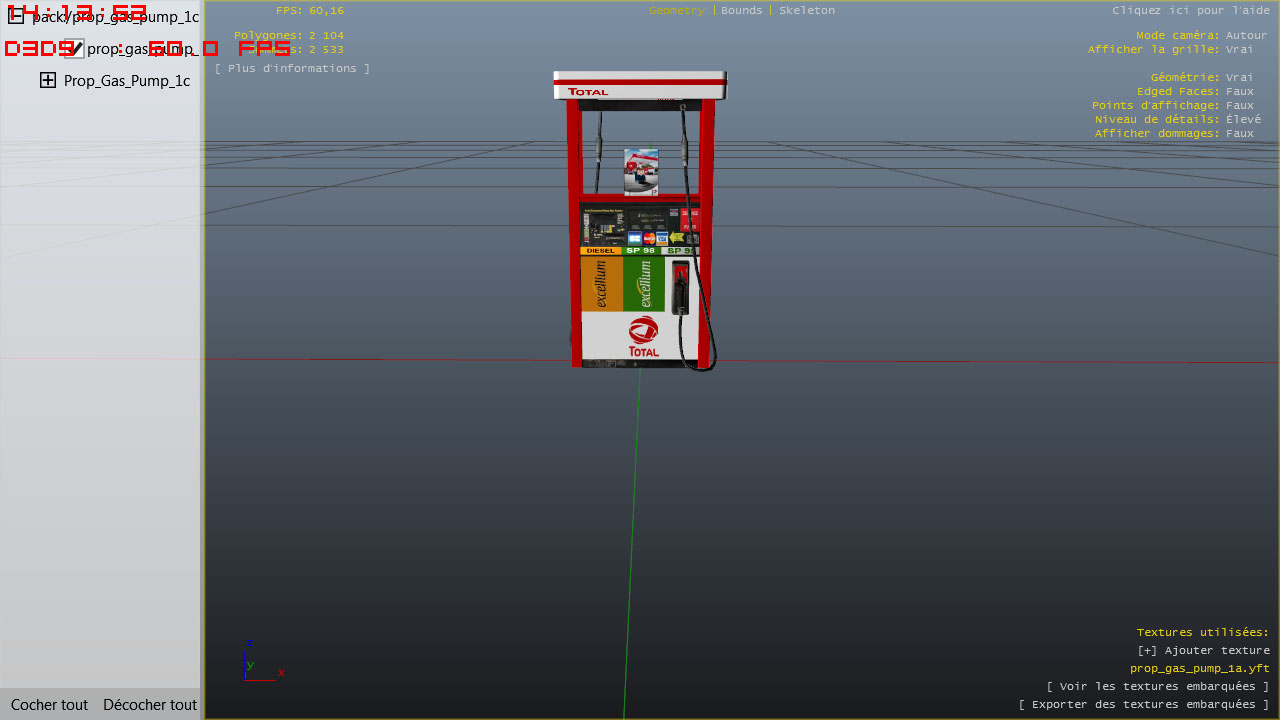 14:13:53
pack/prop_gas_pump_1c
D3D9 : 60.0 FPS
prop_gas_pump_
Prop_Gas_Pump_1c
Cocher tout
Décocher tout
FPS: 60,16
Polygones: 2 104
2 533
[ Plus d'informations ]
Geometry | Bounds | Skeleton
Cliquez ici pour l'aide
Mode caméra: Autour
Afficher la grille: Vrai
Géométrie: Vrai
Edged Faces: Faux
Points d'affichage: Faux
Niveau de détails: Élevé
Afficher dommages: Faux
TOTAL
DIESEL SP 98
excellium excellium
TOTAL
z
y
x
Textures utilisées:
[+] Ajouter texture
prop_gas_pump_1a.yft
[ Voir les textures embarquées ]
[ Exporter des textures embarquées ]